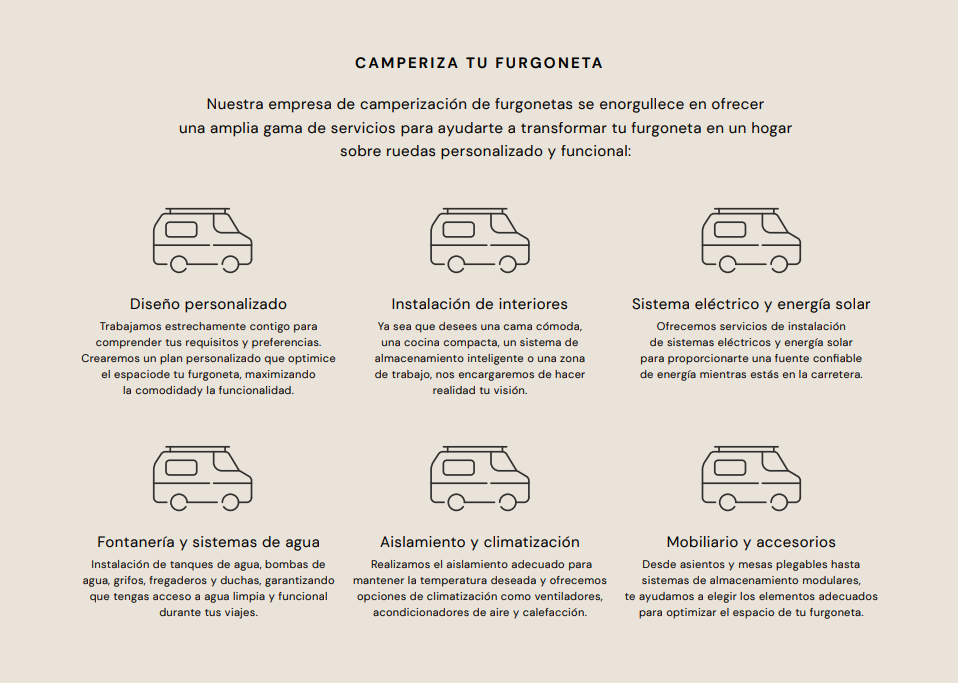 CAMPERIZA TU FURGONETA
Nuestra empresa de camperización de furgonetas se enorgullece en ofrecer
una amplia gama de servicios para ayudarte a transformar tu furgoneta en un hogar
sobre ruedas personalizado y funcional:
Diseño personalizado
Trabajamos estrechamente contigo para
comprender tus requisitos y preferencias.
Crearemos un plan personalizado que optimice
el espaciode tu furgoneta, maximizando
la comodidady la funcionalidad.
Instalación de interiores
Ya sea que desees una cama cómoda,
una cocina compacta, un sistema de
almacenamiento inteligente o una zona
de trabajo, nos encargaremos de hacer
realidad tu visión.
Sistema eléctrico y energía solar
Ofrecemos servicios de instalación
de sistemas eléctricos y energía solar
para proporcionarte una fuente confiable
de energía mientras estás en la carretera.
Fontanería y sistemas de agua
Instalación de tanques de agua, bombas de
agua, grifos, fregaderos y duchas, garantizando
que tengas acceso a agua limpia y funcional
durante tus viajes.
Aislamiento y climatización
Realizamos el aislamiento adecuado para
mantener la temperatura deseada y ofrecemos
opciones de climatización como ventiladores,
acondicionadores de aire y calefacción.
Mobiliario y accesorios
Desde asientos y mesas plegables hasta
sistemas de almacenamiento modulares,
te ayudamos a elegir los elementos adecuados
para optimizar el espacio de tu furgoneta.